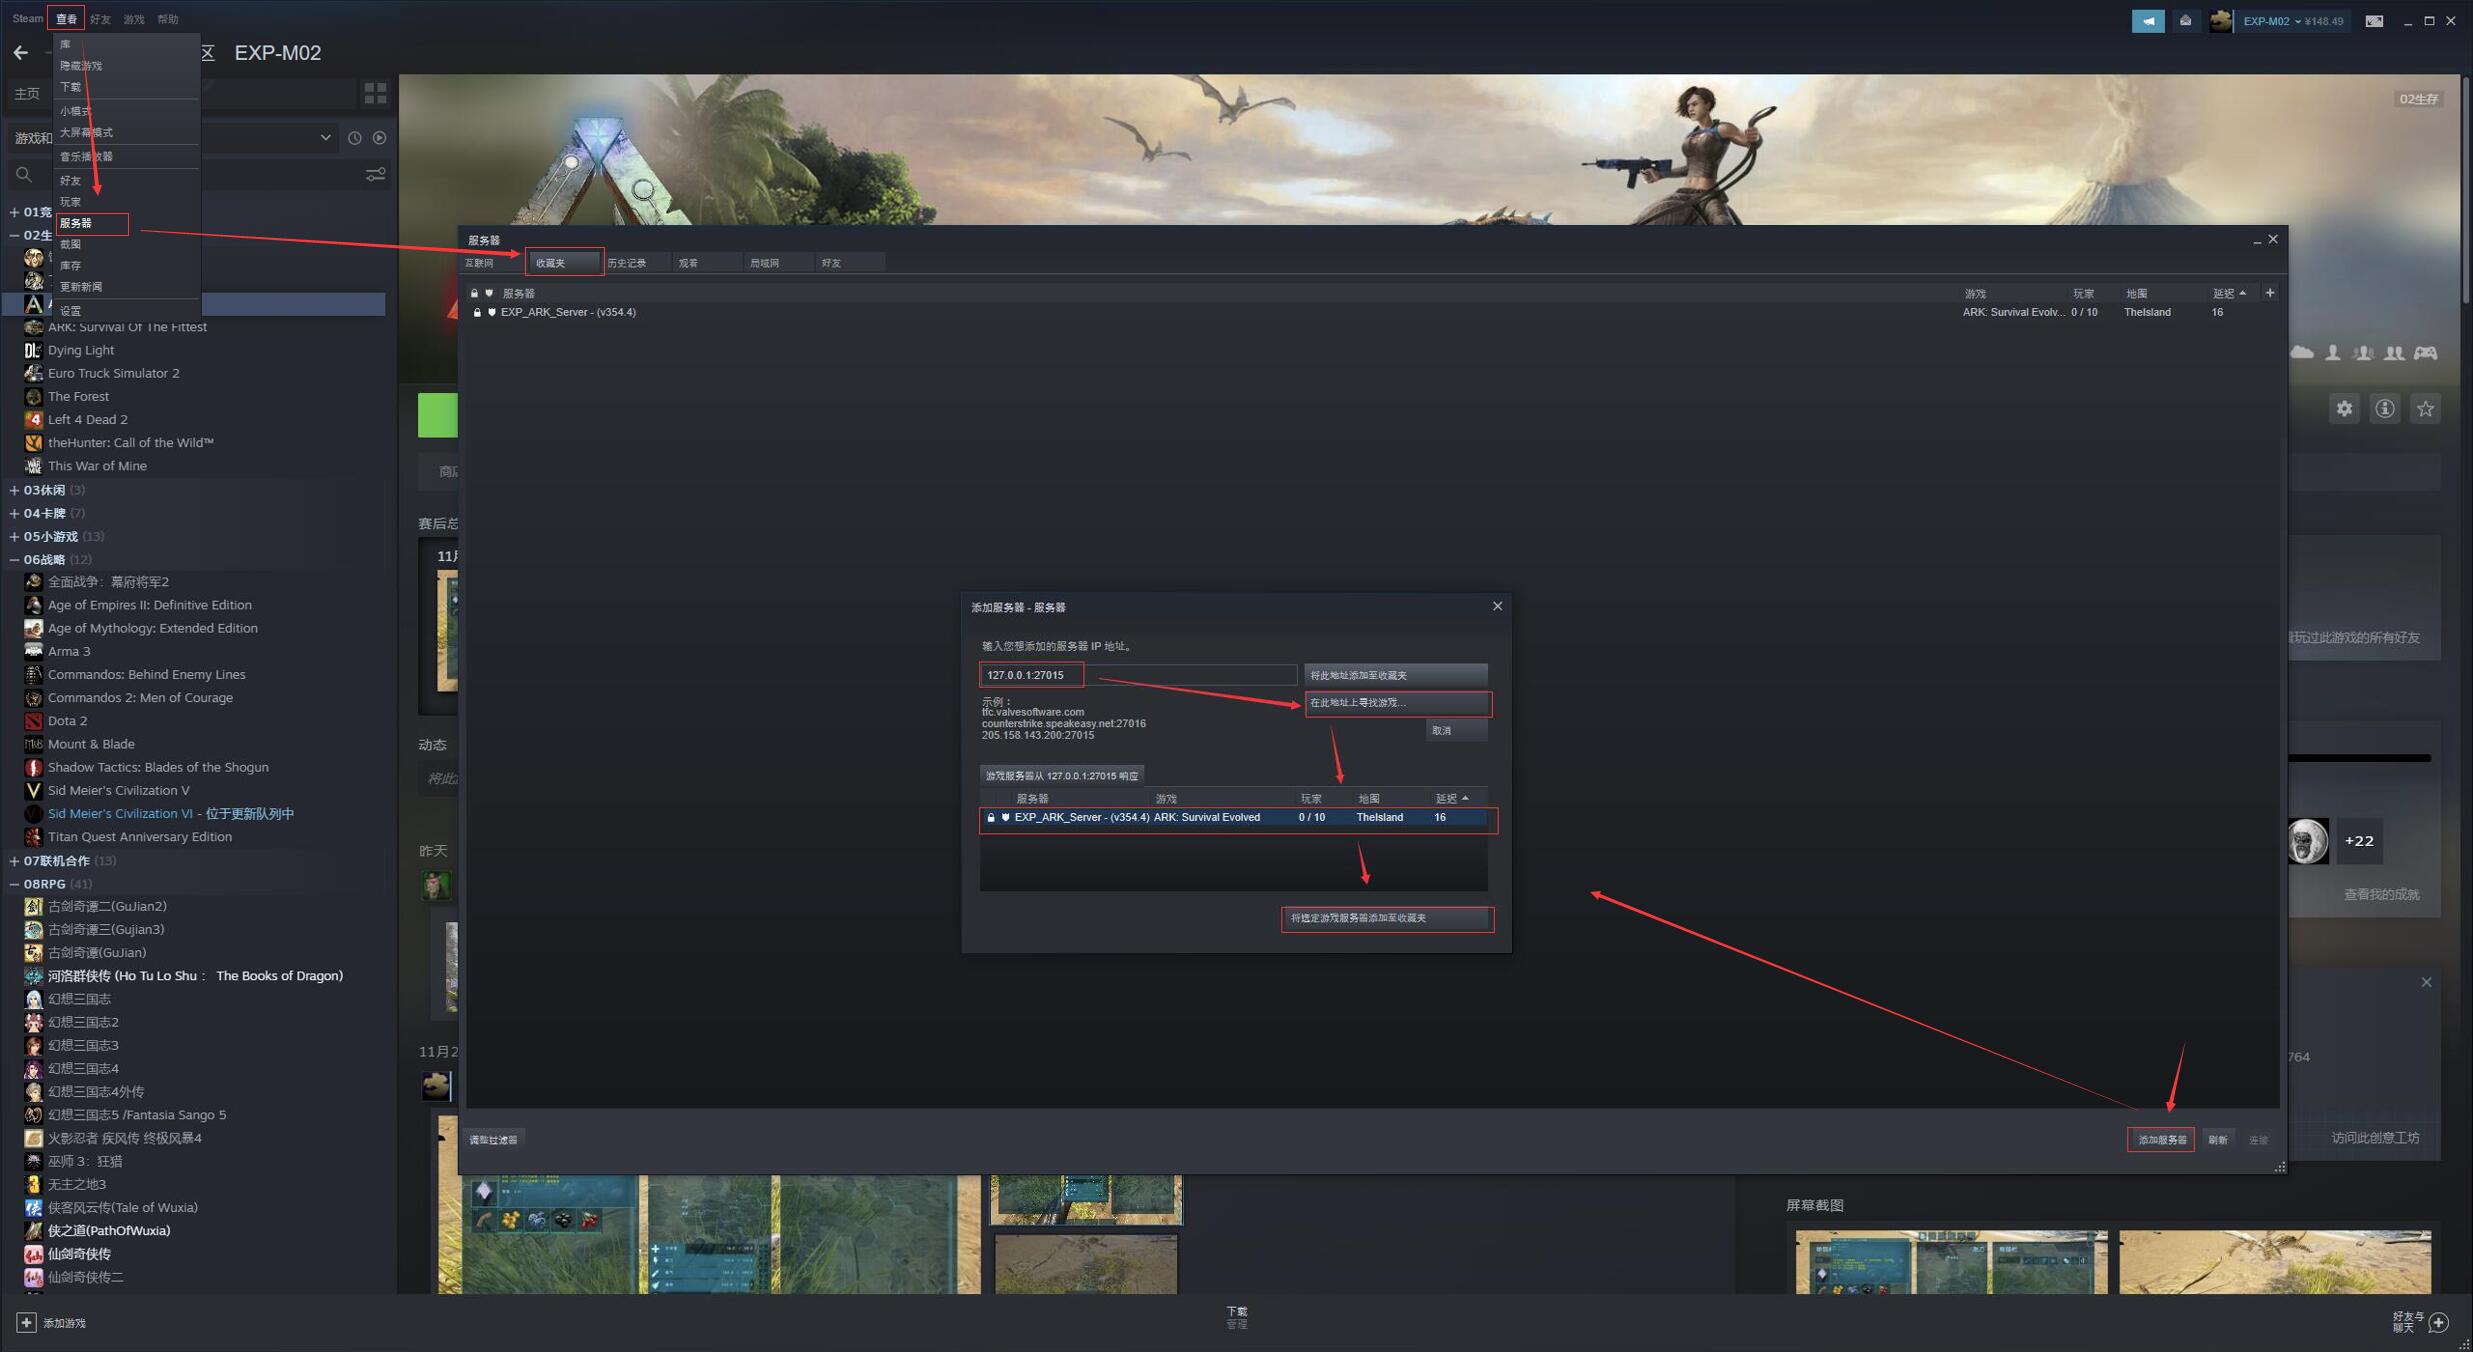 Steam 查看 好友 游戏 帮助
EXP-M02 ¥148.49
库
隐藏游戏
下载
小模式
大屏幕模式
音乐播放器
好友
玩家
服务器
截图
库存
更新新闻
设置
区 EXP-M02
主页
游戏和
02生存
01竞
02生
ARK: Survival Of The Fittest
Dying Light
Euro Truck Simulator 2
The Forest
Left 4 Dead 2
theHunter: Call of the Wild™
This War of Mine
03休闲 (3)
04卡牌 (7)
05小游戏 (13)
06战略 (12)
全面战争：幕府将军2
Age of Empires II: Definitive Edition
Age of Mythology: Extended Edition
Arma 3
Commandos: Behind Enemy Lines
Commandos 2: Men of Courage
Dota 2
Mount & Blade
Shadow Tactics: Blades of the Shogun
Sid Meier's Civilization V
Sid Meier's Civilization VI - 位于更新队列中
Titan Quest Anniversary Edition
07联机合作 (13)
08RPG (41)
古剑奇谭二(GuJian2)
古剑奇谭三(Gujian3)
古剑奇谭(GuJian)
河洛群侠传 (Ho Tu Lo Shu ： The Books of Dragon)
幻想三国志
幻想三国志2
幻想三国志3
幻想三国志4
幻想三国志4外传
幻想三国志5 /Fantasia Sango 5
火影忍者 疾风传 终极风暴4
巫师 3：狂猎
无主之地3
侠客风云传(Tale of Wuxia)
侠之道(PathOfWuxia)
仙剑奇侠传
仙剑奇侠传二
添加游戏
服务器
互联网 收藏夹 历史记录 观看 局域网 好友
服务器 游戏 玩家 地图 延迟
EXP_ARK_Server - (v354.4) ARK: Survival Evolv... 0 / 10 TheIsland 16
添加服务器 - 服务器
输入您想添加的服务器 IP 地址。
127.0.0.1:27015 将此地址添加至收藏夹
在此地址上寻找游戏...
取消
示例：
tfc.valvesoftware.com
counterstrike.speakeasy.net:27016
205.158.143.200:27015
游戏服务器从 127.0.0.1:27015 响应
服务器 游戏 玩家 地图 延迟
EXP_ARK_Server - (v354.4) ARK: Survival Evolved 0 / 10 TheIsland 16
将选定游戏服务器添加至收藏夹
调整过滤器 添加服务器 刷新 连接
商店
赛后总
11月
动态
将此
昨天
11月2
玩过此游戏的所有好友
+22
查看我的成就
764
访问此创意工坊
屏幕截图
下载
管理
好友与
聊天